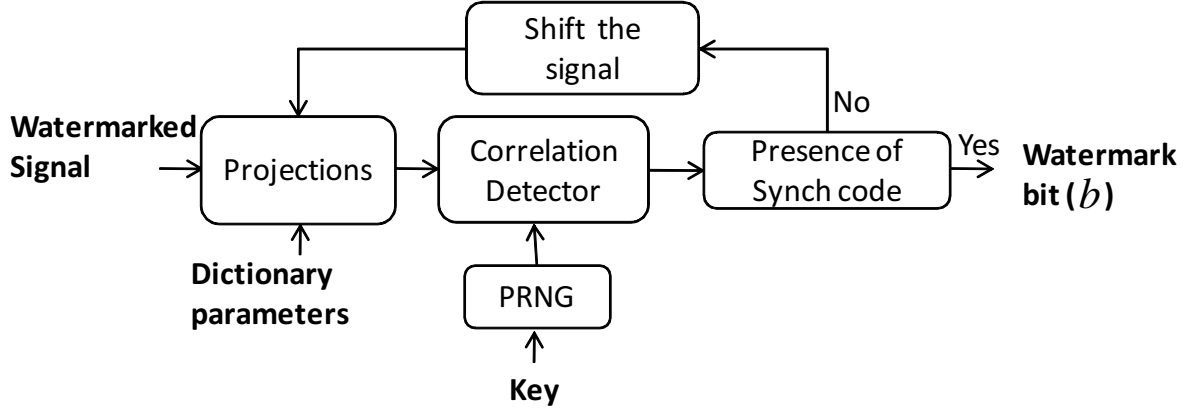 Shift the
signal
No
Watermarked
Signal
Projections
Correlation
Detector
Presence of
Synch code
Yes
Watermark
bit (b)
Dictionary
parameters
PRNG
Key